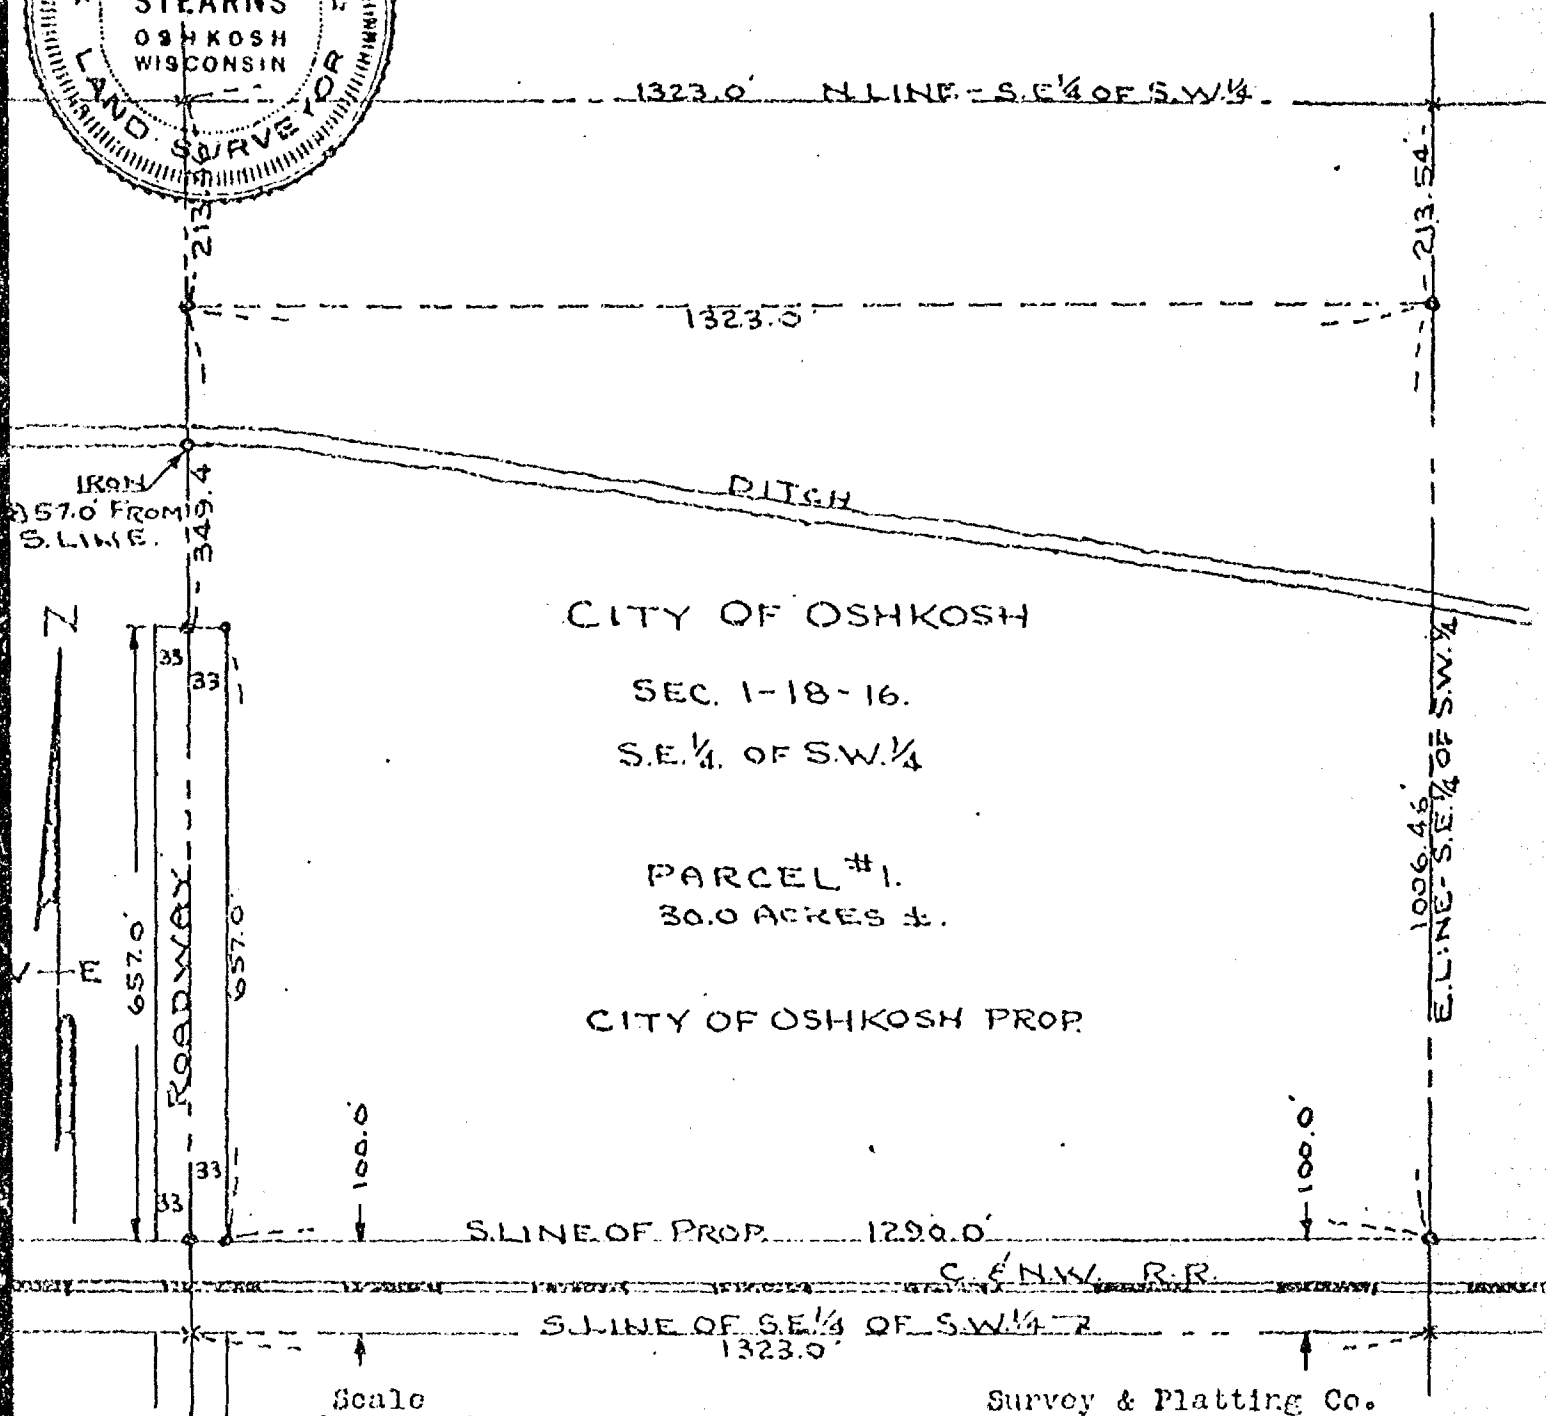 STEARNS
OSHKOSH
WISCONSIN
LAND SURVEYOR
1323.0' N. LINE - S.E.¼ OF S.W.¼.
213.54
1323.0'
IRON
57.0' FROM
S. LINE.
349.4
DITCH
N
CITY OF OSHKOSH
33
33
SEC. 1-18-16.
S.E.¼. OF S.W.¼
E. LINE - S.E.¼ OF S.W.¼
1006.46'
PARCEL #1.
30.0 ACRES ±.
657.0'
ROADWAY
657.0'
E
CITY OF OSHKOSH PROP.
100.0'
100.0'
33
33
S. LINE OF PROP. 1290.0'
C. & N.W. R.R.
S. LINE OF S.E.¼ OF S.W.¼
1323.0'
Scale
Survey & Platting Co.